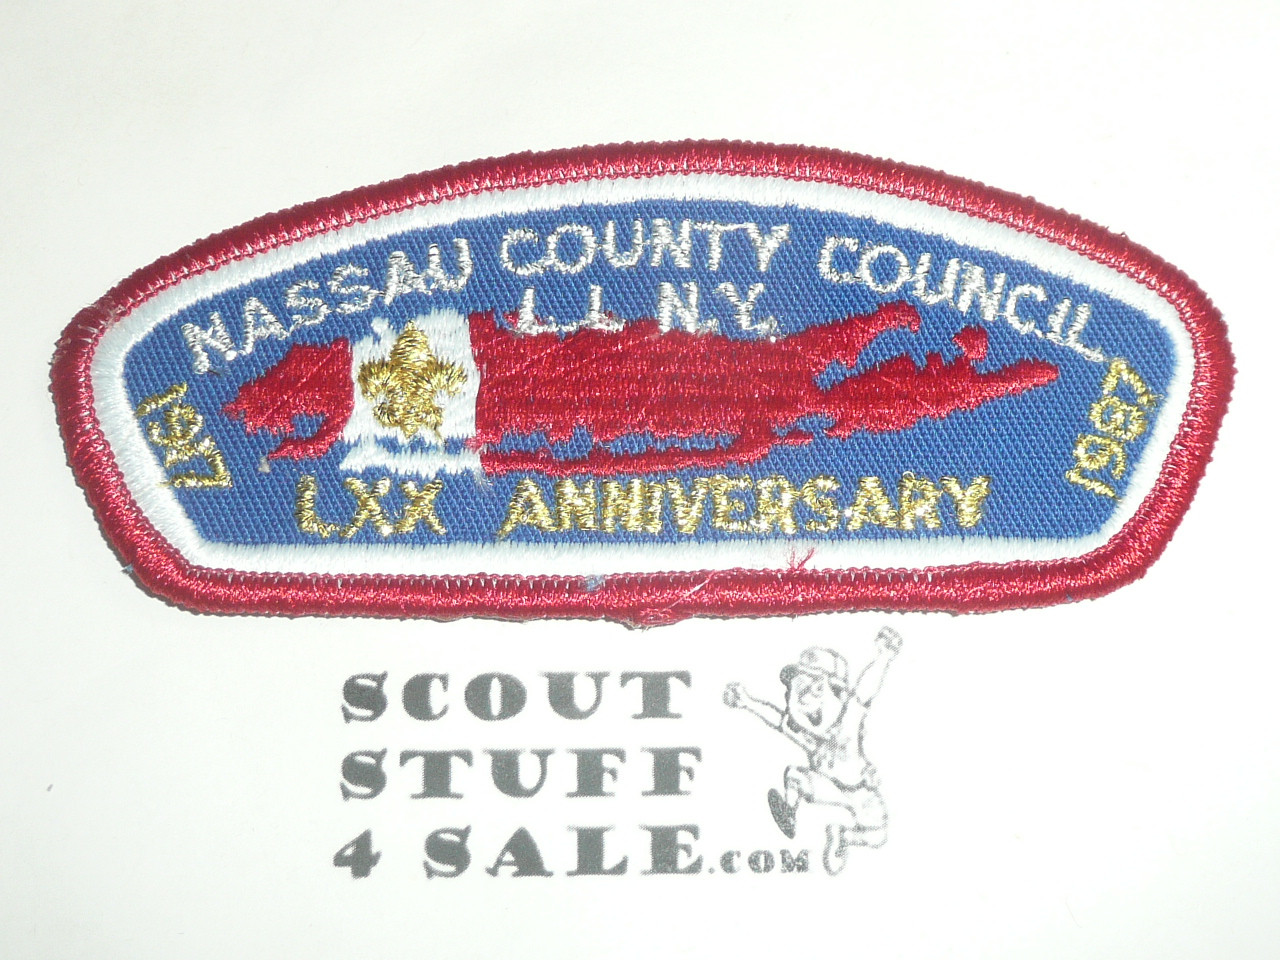 NASSAU COUNTY COUNCIL
L.I. N.Y.
1917
1987
LXX ANNIVERSARY
SCOUT
STUFF
4 SALE.COM